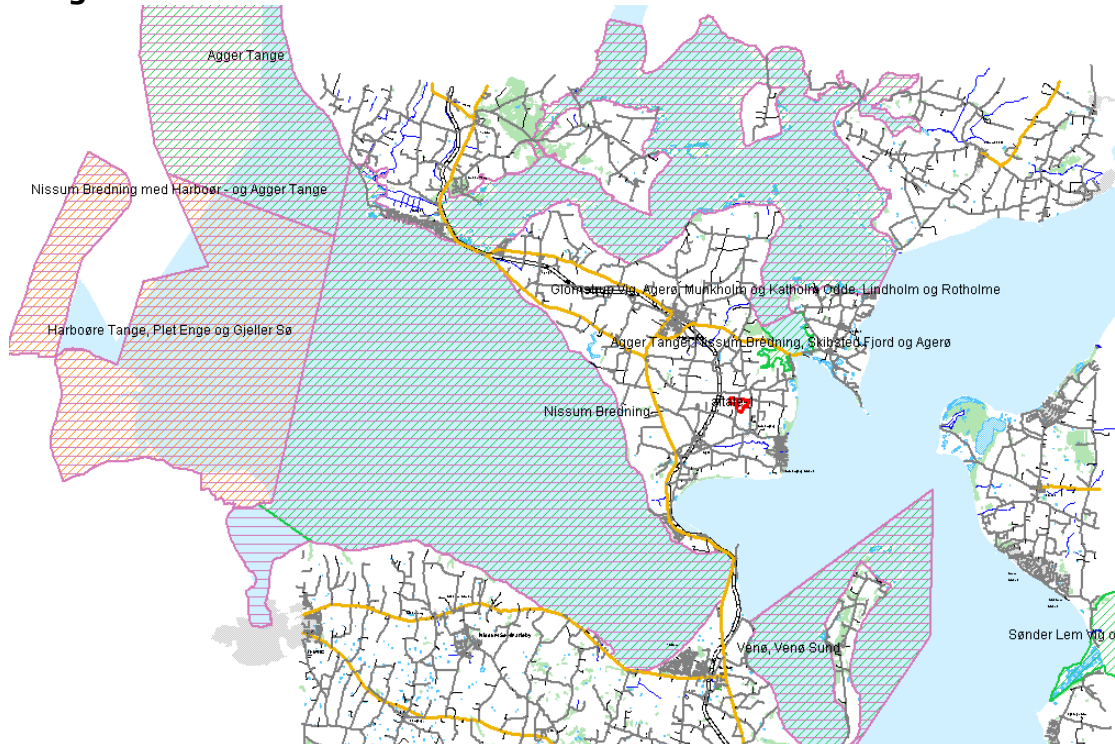 Agger Tange
Nissum Bredning med Harboør - og Agger Tange
Glomstrup Vig, Agerø, Munkholm og Katholm Odde, Lindholm og Rotholme
Harboøre Tange, Plet Enge og Gjeller Sø
Agger Tange, Nissum Bredning, Skibsted Fjord og Agerø
Nissum Bredning
Venø, Venø Sund
Sønder Lem Vig o